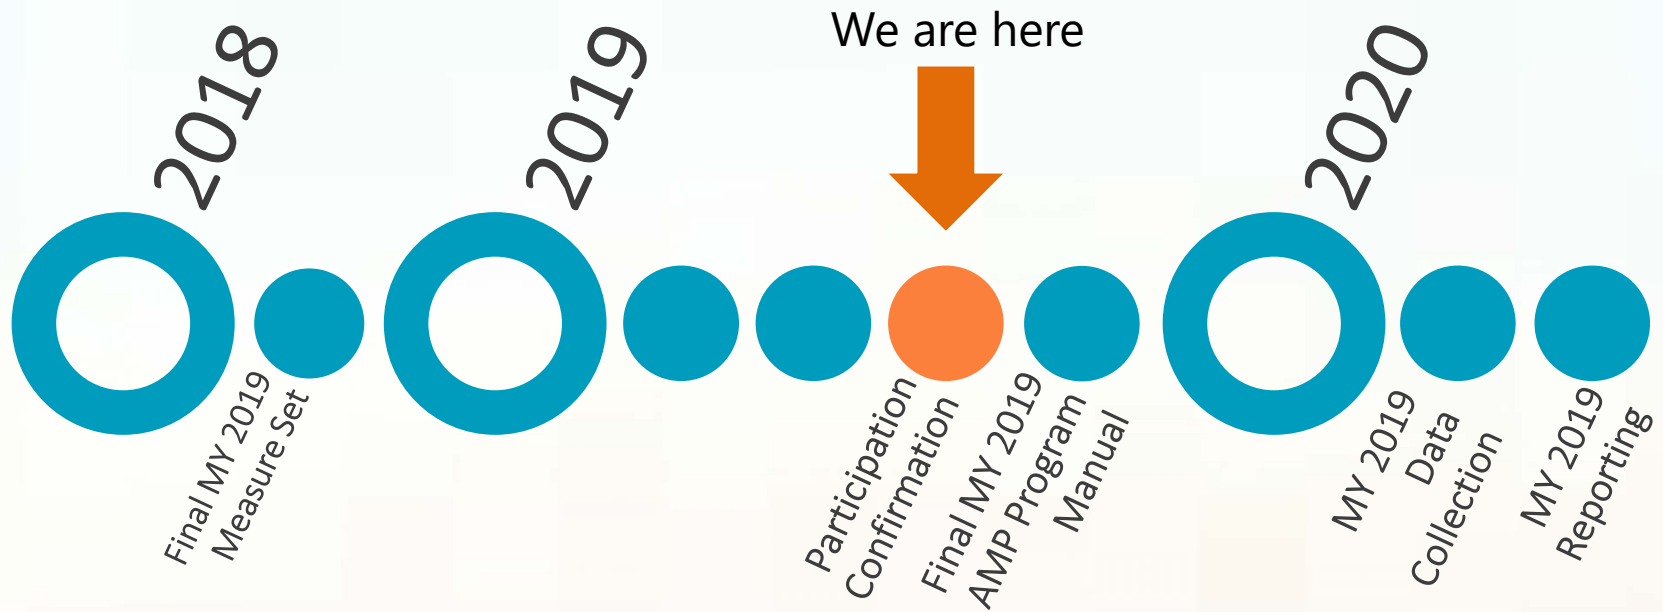 We are here
2018
2019
2020
Final MY 2019
Measure Set
Participation
Confirmation
Final MY 2019
AMP Program
Manual
MY 2019
Data
Collection
MY 2019
Reporting